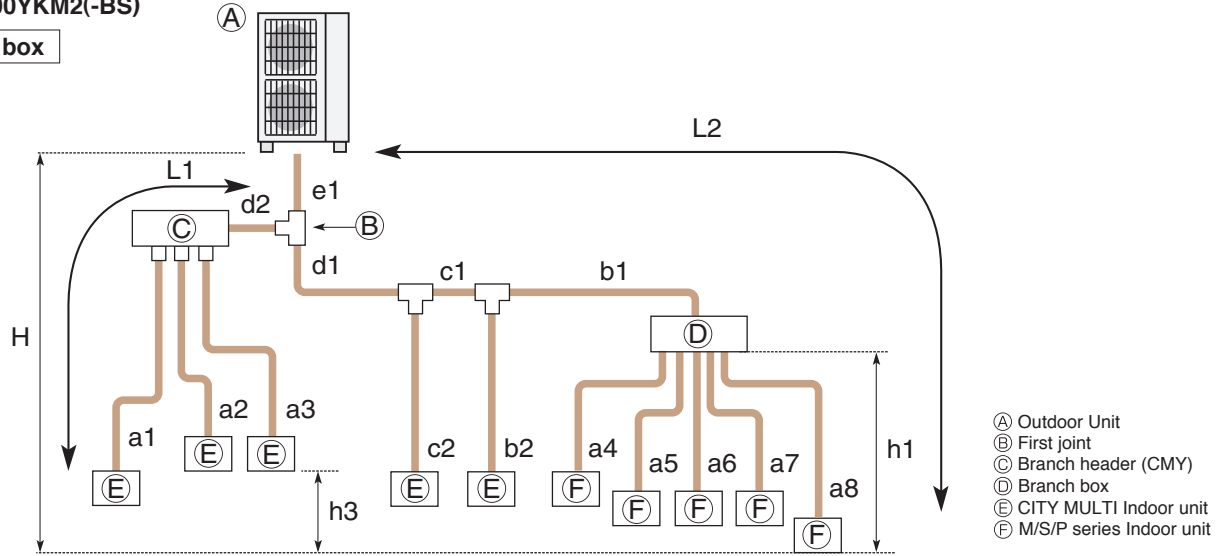 00YKM2(-BS)
box
Ⓐ
L2
L1
e1
d2
Ⓒ
Ⓑ
d1
c1
b1
H
Ⓓ
a1
a2
a3
c2
b2
a4
a5
a6
a7
a8
h1
h3
Ⓔ
Ⓔ
Ⓔ
Ⓔ
Ⓔ
Ⓕ
Ⓕ
Ⓕ
Ⓕ
Ⓕ
Ⓐ Outdoor Unit
Ⓑ First joint
Ⓒ Branch header (CMY)
Ⓓ Branch box
Ⓔ CITY MULTI Indoor unit
Ⓕ M/S/P series Indoor unit